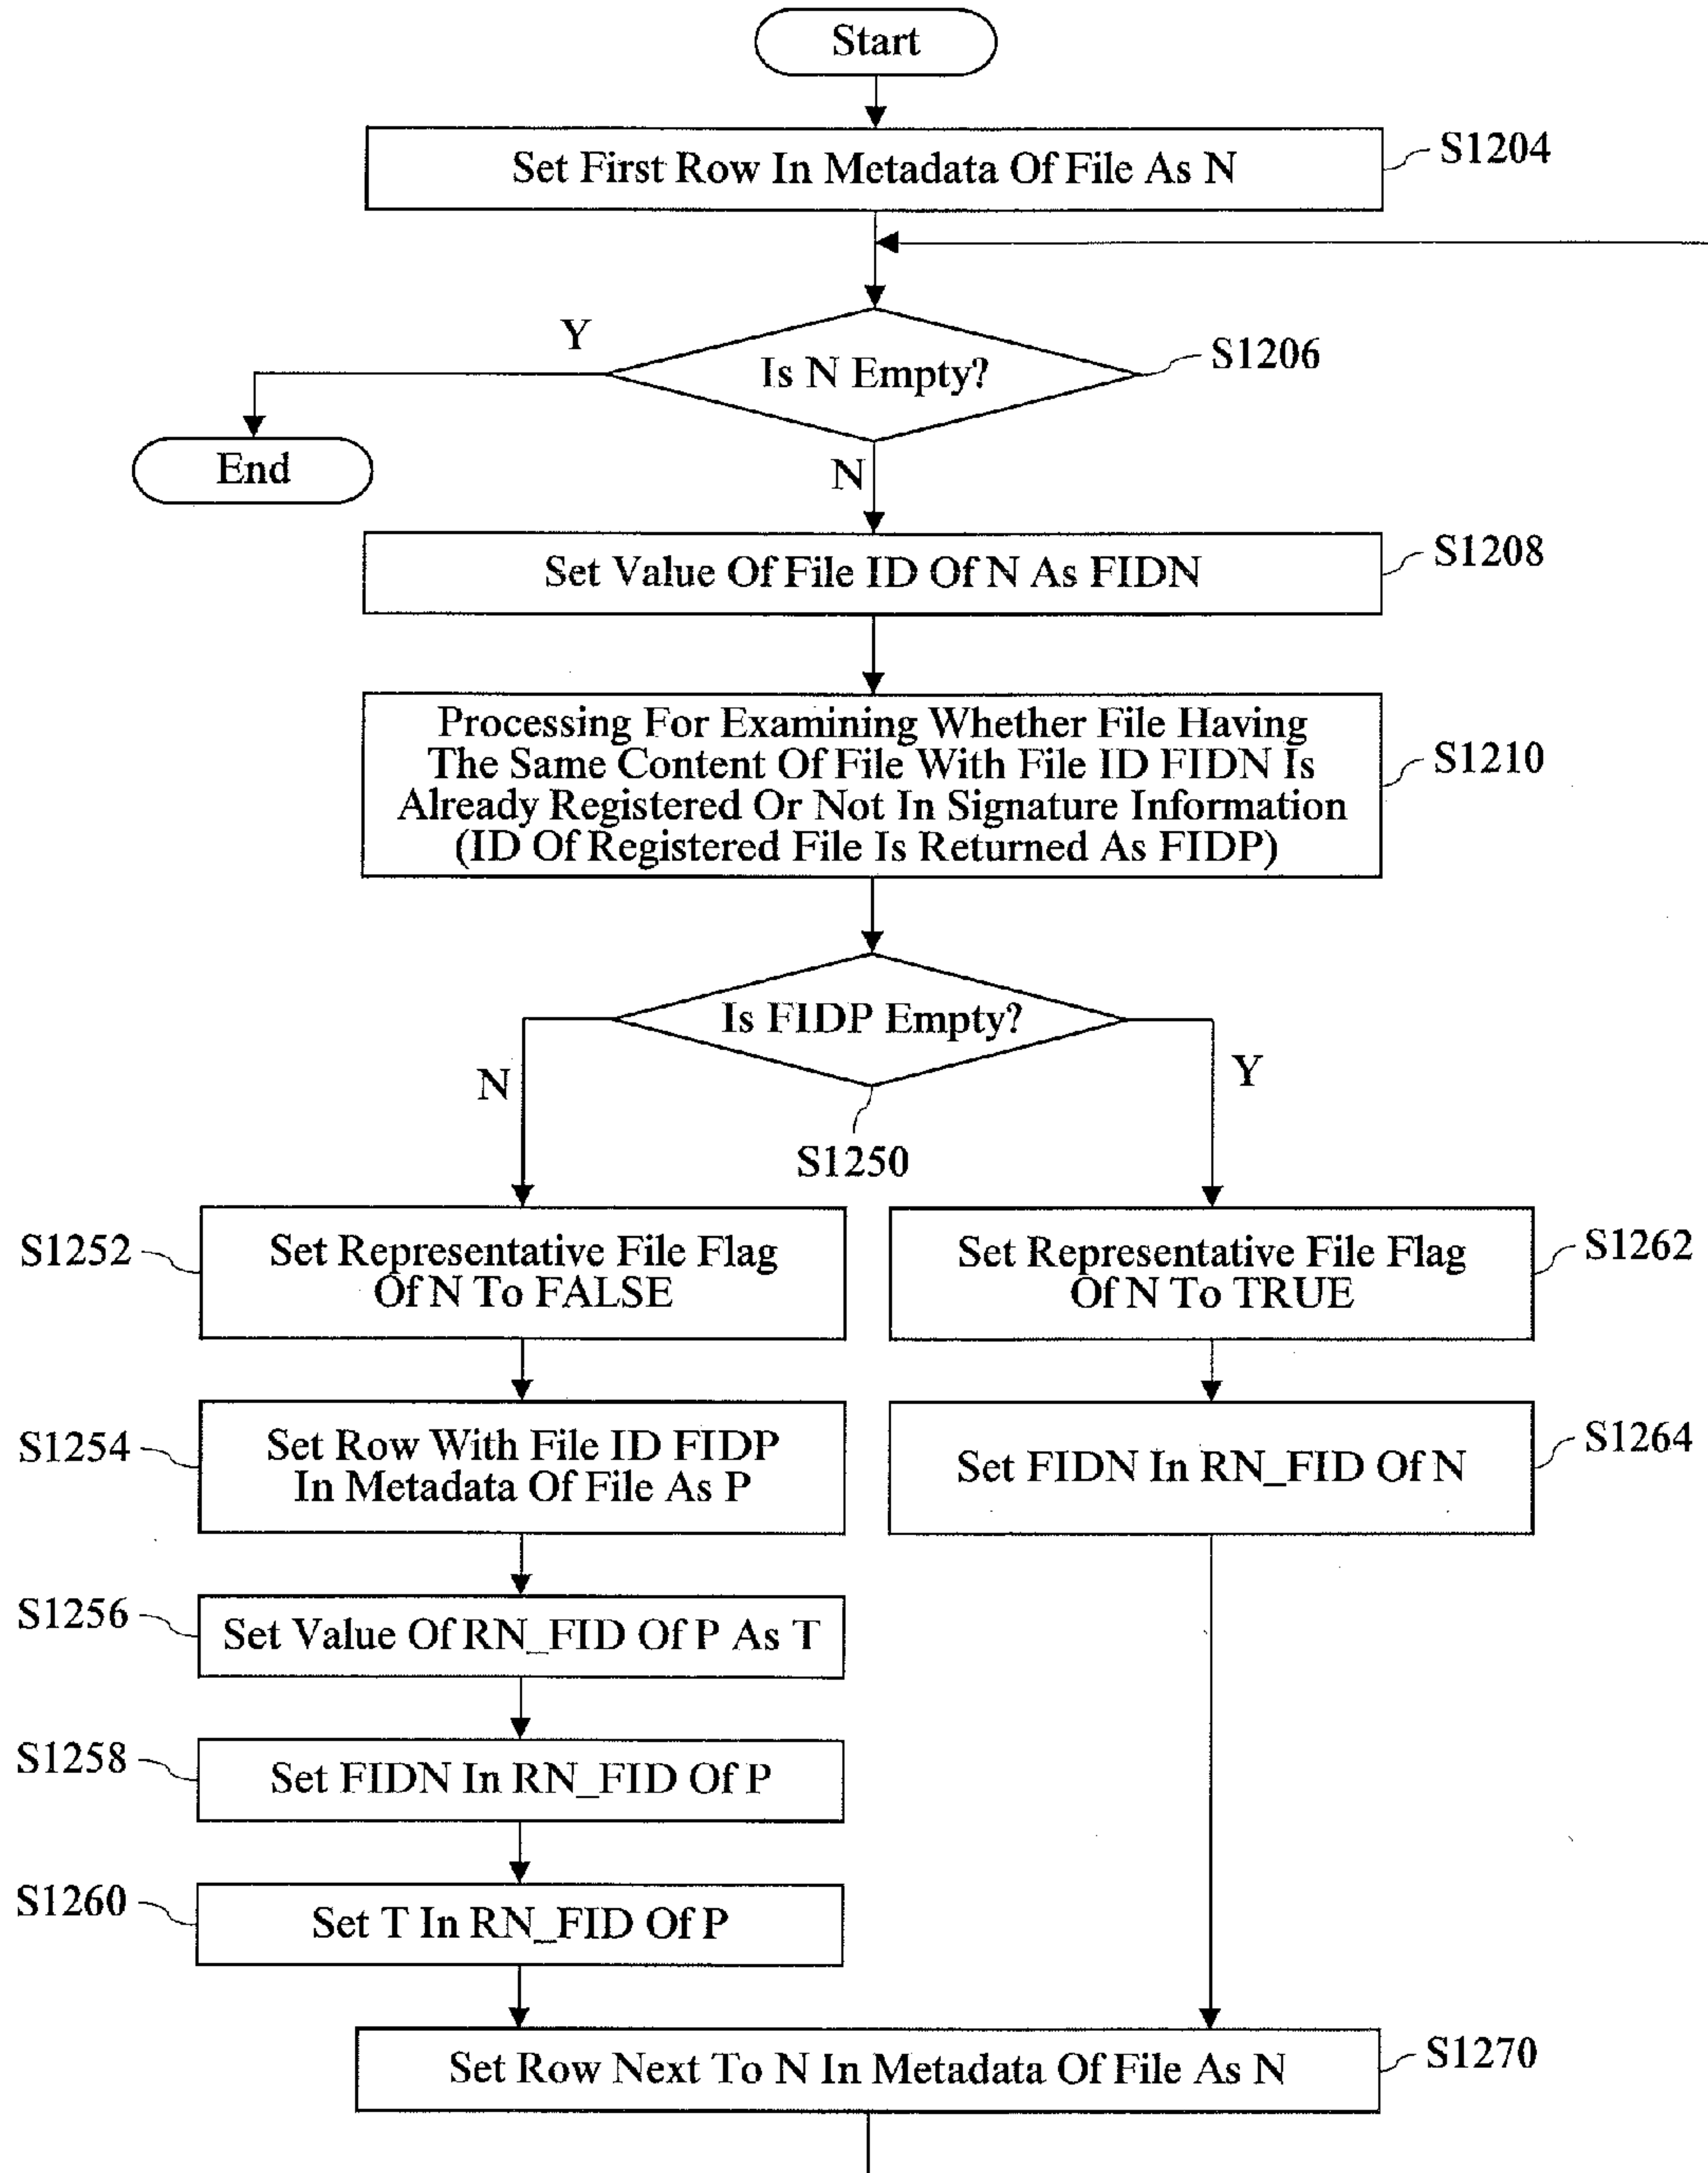 Start
Set First Row In Metadata Of File As N
S1204
Is N Empty?
S1206
Y
End
N
Set Value Of File ID Of N As FIDN
S1208
Processing For Examining Whether File Having
The Same Content Of File With File ID FIDN Is
Already Registered Or Not In Signature Information
(ID Of Registered File Is Returned As FIDP)
S1210
Is FIDP Empty?
S1250
N
Y
S1252
Set Representative File Flag
Of N To FALSE
Set Representative File Flag
Of N To TRUE
S1262
S1254
Set Row With File ID FIDP
In Metadata Of File As P
Set FIDN In RN_FID Of N
S1264
S1256
Set Value Of RN_FID Of P As T
S1258
Set FIDN In RN_FID Of P
S1260
Set T In RN_FID Of P
Set Row Next To N In Metadata Of File As N
S1270